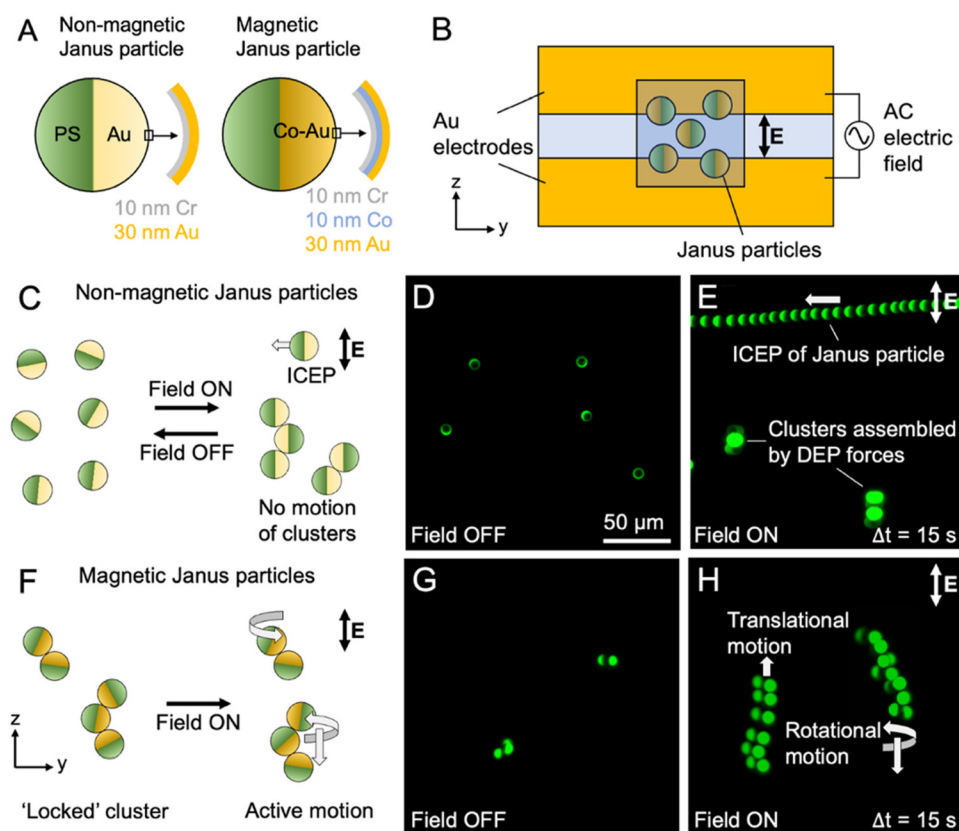 A
Non-magnetic
Janus particle
Magnetic
Janus particle
PS
Au
Co-Au
10 nm Cr
30 nm Au
10 nm Cr
10 nm Co
30 nm Au
B
Au
electrodes
E
AC
electric
field
z
y
Janus particles
C
Non-magnetic Janus particles
Field ON
Field OFF
E
ICEP
No motion
of clusters
D
Field OFF
50 μm
E
E
ICEP of Janus particle
Clusters assembled
by DEP forces
Field ON
Δt = 15 s
F
Magnetic Janus particles
E
Field ON
z
y
'Locked' cluster
Active motion
G
Field OFF
H
E
Translational
motion
Rotational
motion
Field ON
Δt = 15 s